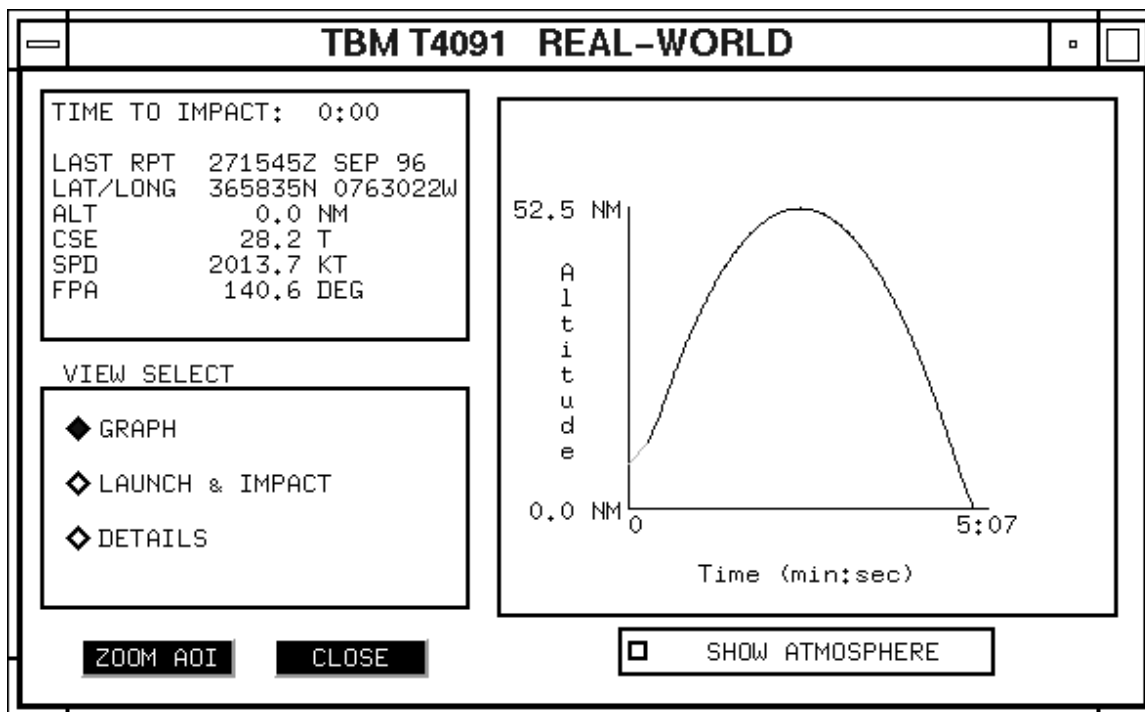 TBM T4091 REAL-WORLD
TIME TO IMPACT: 0:00
LAST RPT 271545Z SEP 96
LAT/LONG 365835N 0763022W
ALT 0.0 NM
CSE 28.2 T
SPD 2013.7 KT
FPA 140.6 DEG
VIEW SELECT
GRAPH
LAUNCH & IMPACT
DETAILS
ZOOM AOI
CLOSE
52.5 NM
Altitude
0.0 NM
0
5:07
Time (min:sec)
SHOW ATMOSPHERE